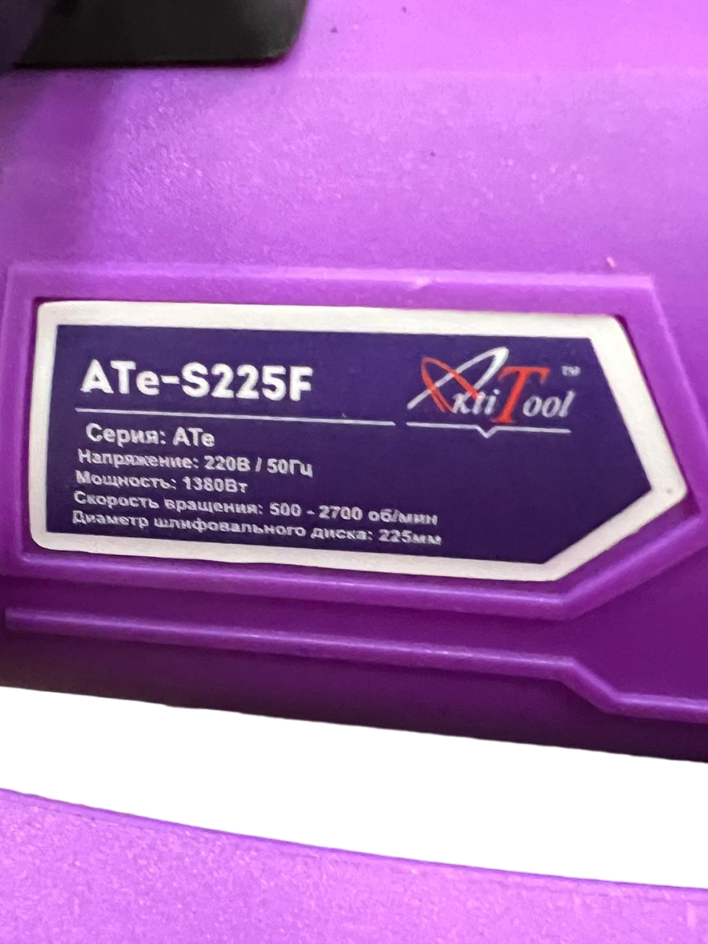 ATe-S225F
AktiTool™
Серия: ATe
Напряжение: 220В / 50Гц
Мощность: 1380Вт
Скорость вращения: 500 - 2700 об/мин
Диаметр шлифовального диска: 225мм